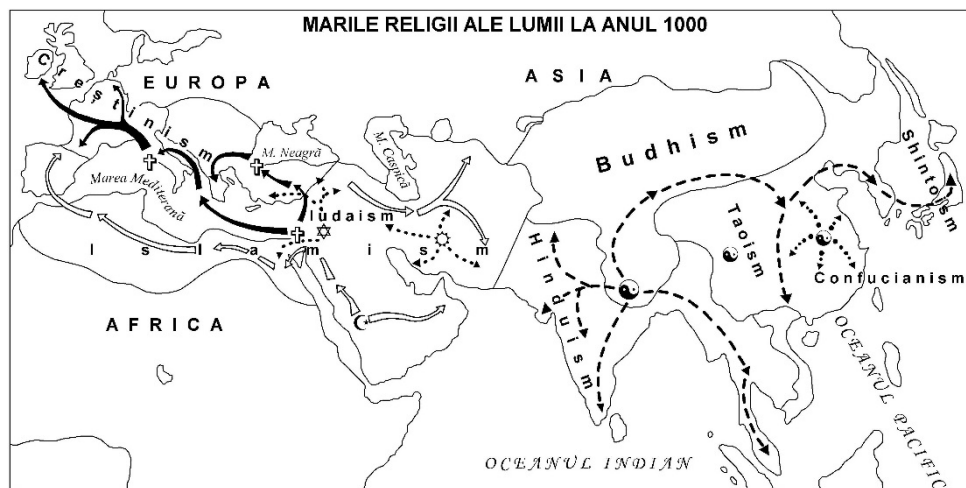 MARILE RELIGII ALE LUMII LA ANUL 1000
ASIA
EUROPA
Creștinism
M. Neagră
M. Caspică
Marea Mediterană
Budhism
Shintoism
Iudaism
Islamism
Taoism
Hinduism
Confucianism
AFRICA
OCEANUL PACIFIC
OCEANUL INDIAN